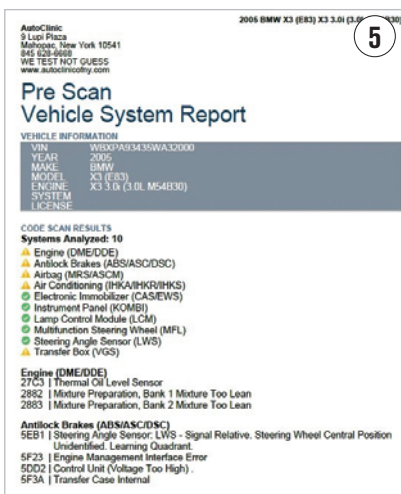 AutoClinic
9 Lupi Plaza
Mahopac, New York 10541
845 628-6668
WE TEST NOT GUESS
www.autoclinicofny.com
2005 BMW X3 (E83) X3 3.0i
5
Pre Scan
Vehicle System Report
VEHICLE INFORMATION
VIN WBXPA93435WA32000
YEAR 2005
MAKE BMW
MODEL X3 (E83)
ENGINE X3 3.0i (3.0L M54B30)
SYSTEM
LICENSE
CODE SCAN RESULTS
Systems Analyzed: 10
Engine (DME/DDE)
Antilock Brakes (ABS/ASC/DSC)
Airbag (MRS/ASCM)
Air Conditioning (IHKA/IHKR/IHKS)
Electronic Immobilizer (CAS/EWS)
Instrument Panel (KOMBI)
Lamp Control Module (LCM)
Multifunction Steering Wheel (MFL)
Steering Angle Sensor (LWS)
Transfer Box (VGS)
Engine (DME/DDE)
27C3 | Thermal Oil Level Sensor
2882 | Mixture Preparation, Bank 1 Mixture Too Lean
2883 | Mixture Preparation, Bank 2 Mixture Too Lean
Antilock Brakes (ABS/ASC/DSC)
5EB1 | Steering Angle Sensor: LWS - Signal Relative. Steering Wheel Central Position
Unidentified. Learning Quadrant.
5F23 | Engine Management Interface Error
5DD2 | Control Unit (Voltage Too High) .
5F3A | Transfer Case Internal